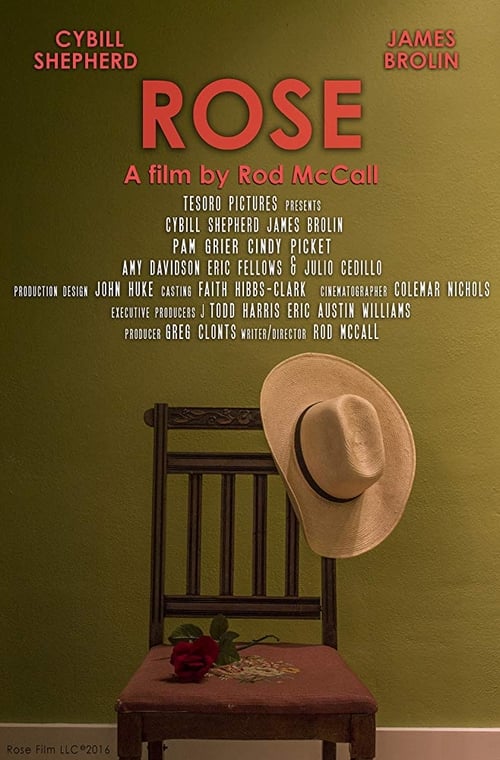 CYBILL SHEPHERD
JAMES BROLIN
ROSE
A film by Rod McCall
TESORO PICTURES PRESENTS
CYBILL SHEPHERD JAMES BROLIN
PAM GRIER CINDY PICKET
AMY DAVIDSON ERIC FELLOWS & JULIO CEDILLO
PRODUCTION DESIGN JOHN HUKE CASTING FAITH HIBBS-CLARK CINEMATOGRAPHER COLEMAR NICHOLS
EXECUTIVE PRODUCERS J TODD HARRIS ERIC AUSTIN WILLIAMS
PRODUCER GREG CLONTS WRITER/DIRECTOR ROD MCCALL
Rose Film LLC©2016